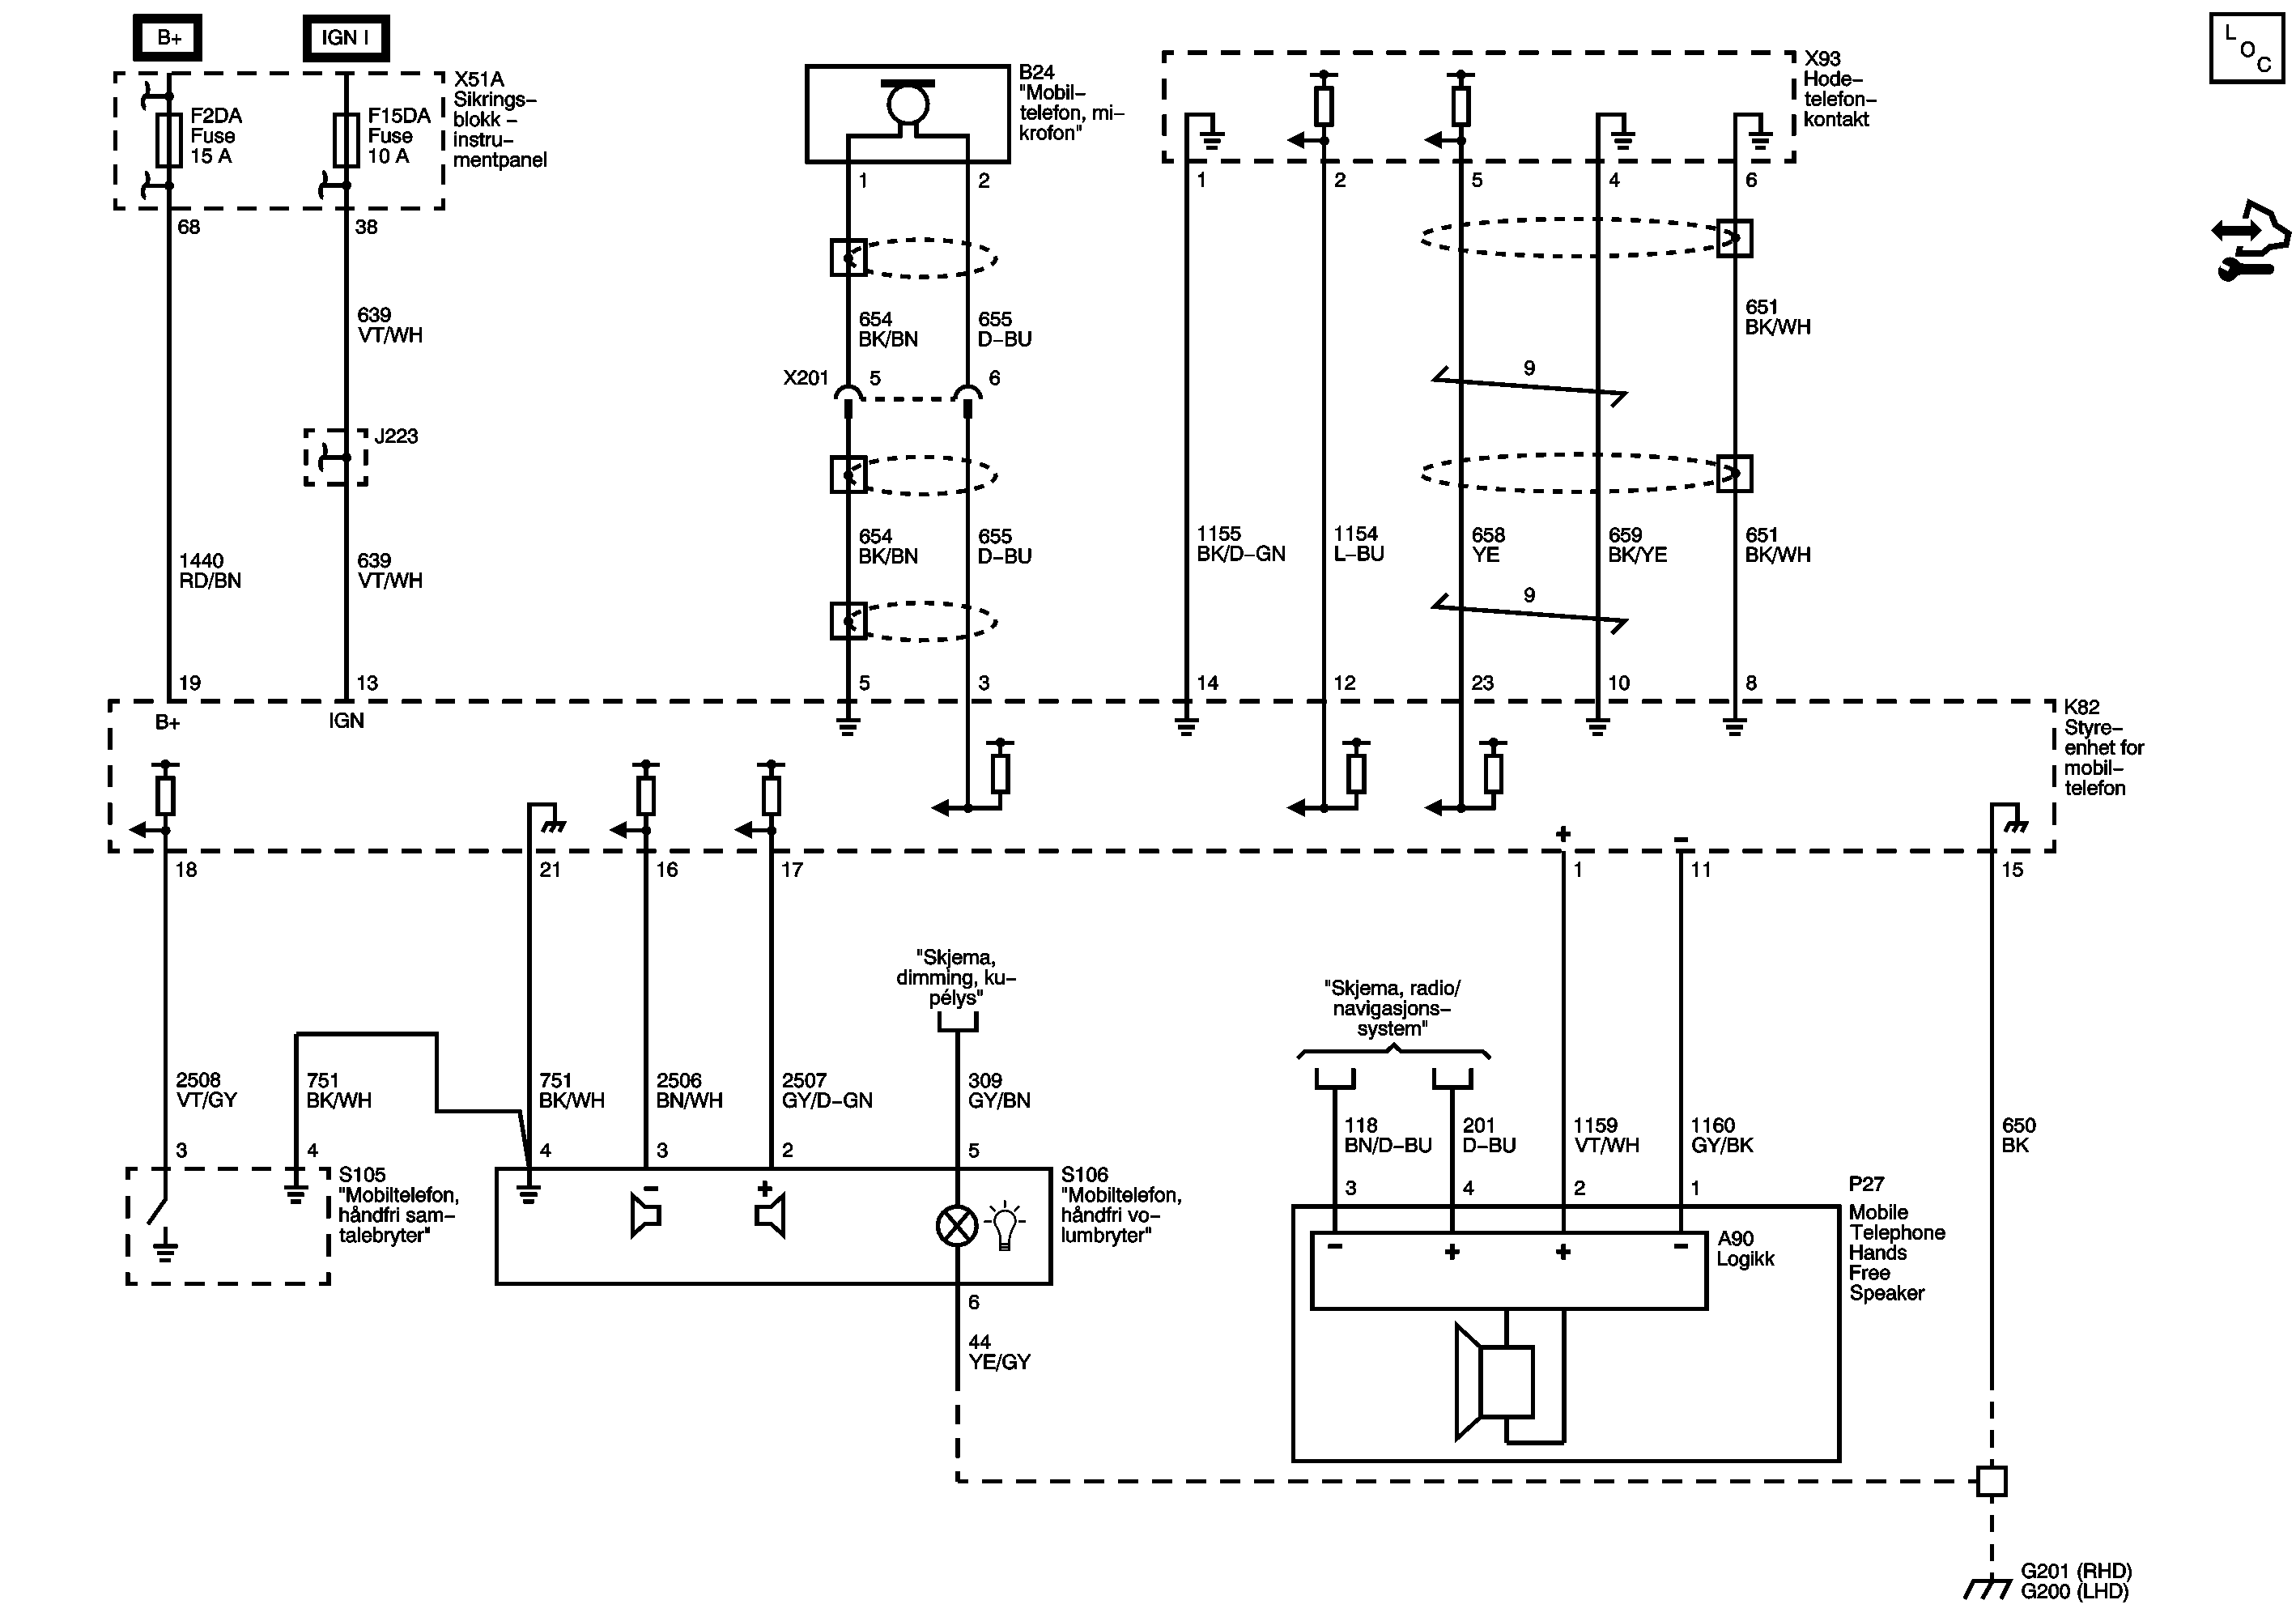 B+
IGN I
L
O
C
X51A
Sikrings–
blokk –
instru–
mentpanel
F2DA
Fuse
15 A
F15DA
Fuse
10 A
68
38
B24
"Mobil–
telefon, mi–
krofon"
1
2
X93
Hode–
telefon–
kontakt
1
2
5
4
6
639
VT/WH
654
BK/BN
655
D–BU
651
BK/WH
X201
5
6
9
J223
1440
RD/BN
639
VT/WH
654
BK/BN
655
D–BU
1155
BK/D–GN
1154
L–BU
658
YE
659
BK/YE
651
BK/WH
9
19
13
5
3
14
12
23
10
8
B+
IGN
K82
Styre–
enhet for
mobil–
telefon
+
–
18
21
16
17
1
11
15
"Skjema,
dimming, ku–
pélys"
"Skjema, radio/
navigasjons–
system"
2508
VT/GY
751
BK/WH
751
BK/WH
2506
BN/WH
2507
GY/D–GN
309
GY/BN
118
BN/D–BU
201
D–BU
1159
VT/WH
1160
GY/BK
650
BK
3
4
4
3
2
5
3
4
2
1
S105
"Mobiltelefon,
håndfri sam–
talebryter"
–
+
S106
"Mobiltelefon,
håndfri vo–
lumbryter"
P27
Mobile
Telephone
Hands
Free
Speaker
–
+
+
–
A90
Logikk
6
44
YE/GY
G201 (RHD)
G200 (LHD)